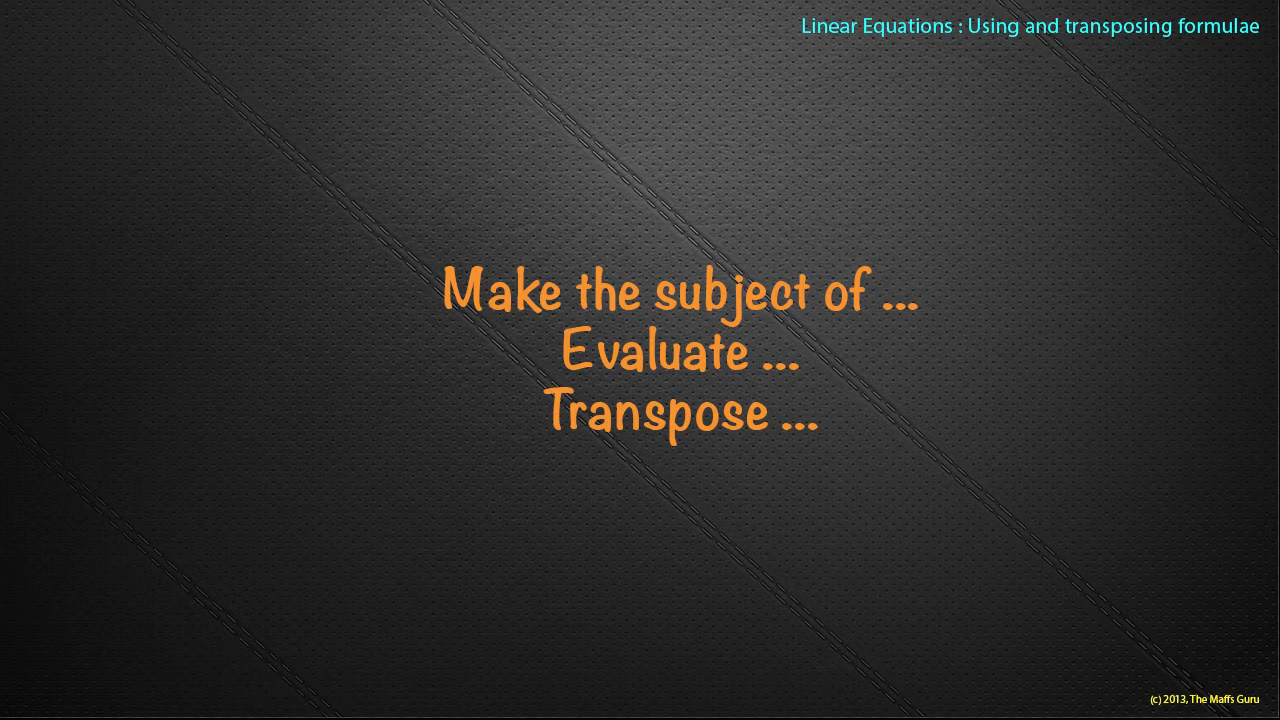 Linear Equations : Using and transposing formulae
Make the subject of ...
Evaluate ...
Transpose ...
(c) 2013, The Maffs Guru